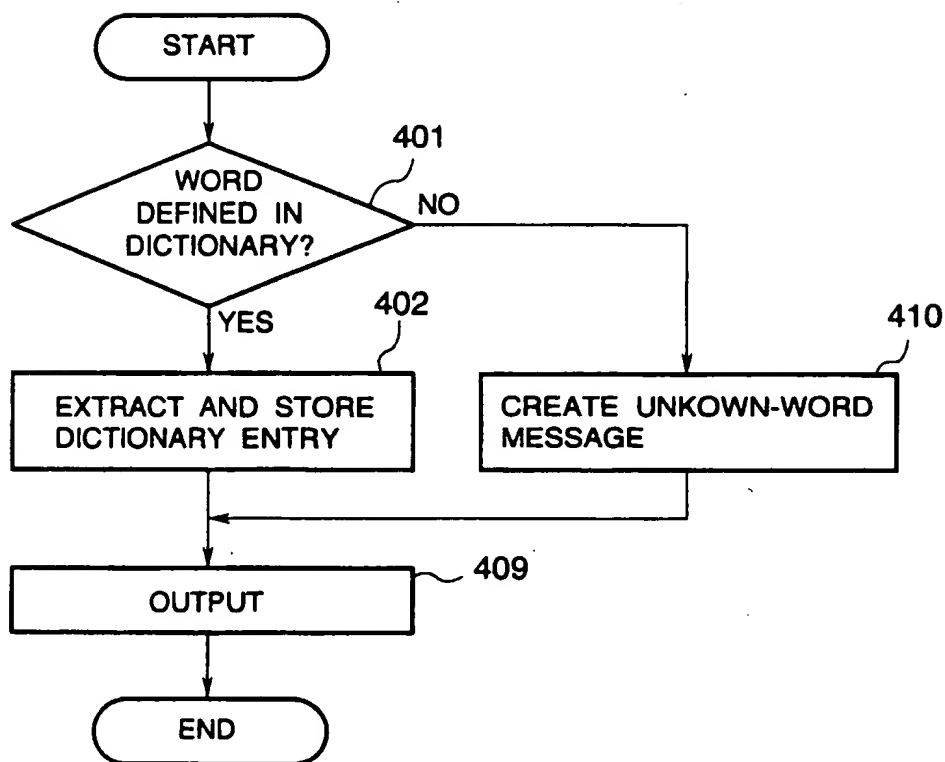 START
401
WORD
DEFINED IN
DICTIONARY?
NO
YES
402
410
EXTRACT AND STORE
DICTIONARY ENTRY
CREATE UNKOWN-WORD
MESSAGE
409
OUTPUT
END